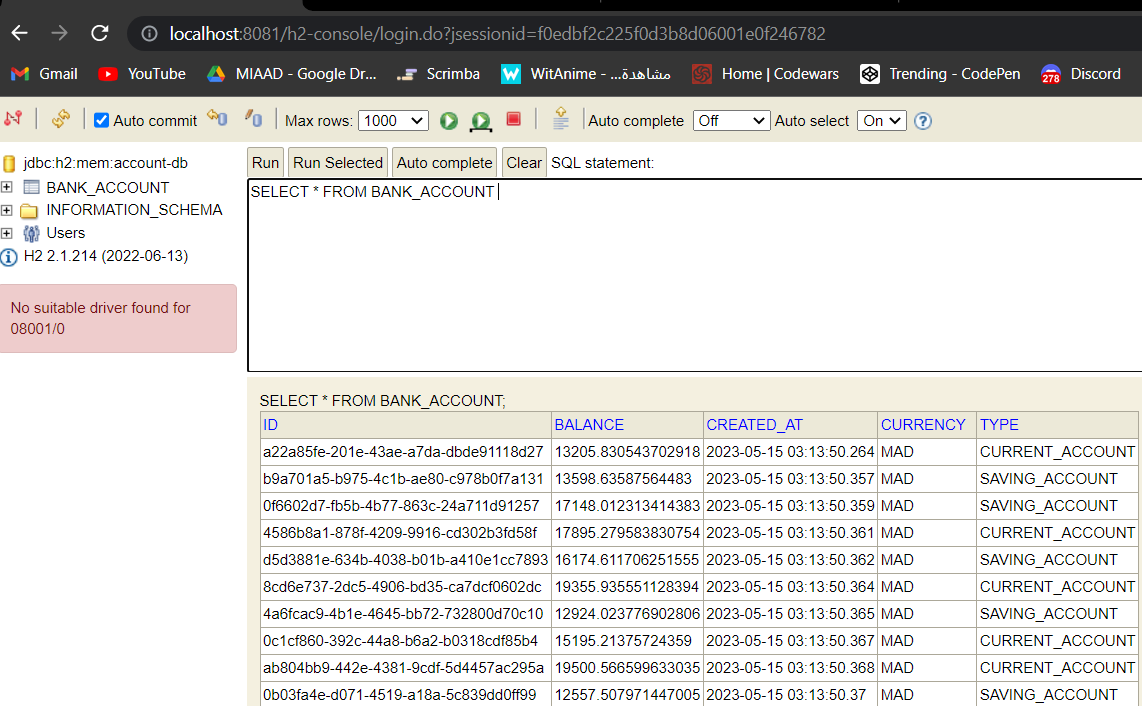 localhost:8081/h2-console/login.do?jsessionid=f0edbf2c225f0d3b8d06001e0f246782
Gmail YouTube MIAAD - Google Dr... Scrimba WitAnime - ...مشاهدة Home | Codewars Trending - CodePen 278 Discord
Auto commit Max rows: 1000 Auto complete Off Auto select On ?
jdbc:h2:mem:account-db
BANK_ACCOUNT
INFORMATION_SCHEMA
Users
H2 2.1.214 (2022-06-13)
No suitable driver found for
08001/0
Run Run Selected Auto complete Clear SQL statement:
SELECT * FROM BANK_ACCOUNT
SELECT * FROM BANK_ACCOUNT;
ID BALANCE CREATED_AT CURRENCY TYPE
a22a85fe-201e-43ae-a7da-dbde91118d27 13205.830543702918 2023-05-15 03:13:50.264 MAD CURRENT_ACCOUNT
b9a701a5-b975-4c1b-ae80-c978b0f7a131 13598.63587564483 2023-05-15 03:13:50.357 MAD SAVING_ACCOUNT
0f6602d7-fb5b-4b77-863c-24a711d91257 17148.012313414383 2023-05-15 03:13:50.359 MAD SAVING_ACCOUNT
4586b8a1-878f-4209-9916-cd302b3fd58f 17895.279583830754 2023-05-15 03:13:50.361 MAD CURRENT_ACCOUNT
d5d3881e-634b-4038-b01b-a410e1cc7893 16174.611706251555 2023-05-15 03:13:50.362 MAD SAVING_ACCOUNT
8cd6e737-2dc5-4906-bd35-ca7dcf0602dc 19355.935551128394 2023-05-15 03:13:50.364 MAD CURRENT_ACCOUNT
4a6fcac9-4b1e-4645-bb72-732800d70c10 12924.023776902806 2023-05-15 03:13:50.365 MAD SAVING_ACCOUNT
0c1cf860-392c-44a8-b6a2-b0318cdf85b4 15195.21375724359 2023-05-15 03:13:50.367 MAD CURRENT_ACCOUNT
ab804bb9-442e-4381-9cdf-5d4457ac295a 19500.566599633035 2023-05-15 03:13:50.368 MAD CURRENT_ACCOUNT
0b03fa4e-d071-4519-a18a-5c839dd0ff99 12557.507971447005 2023-05-15 03:13:50.37 MAD SAVING_ACCOUNT